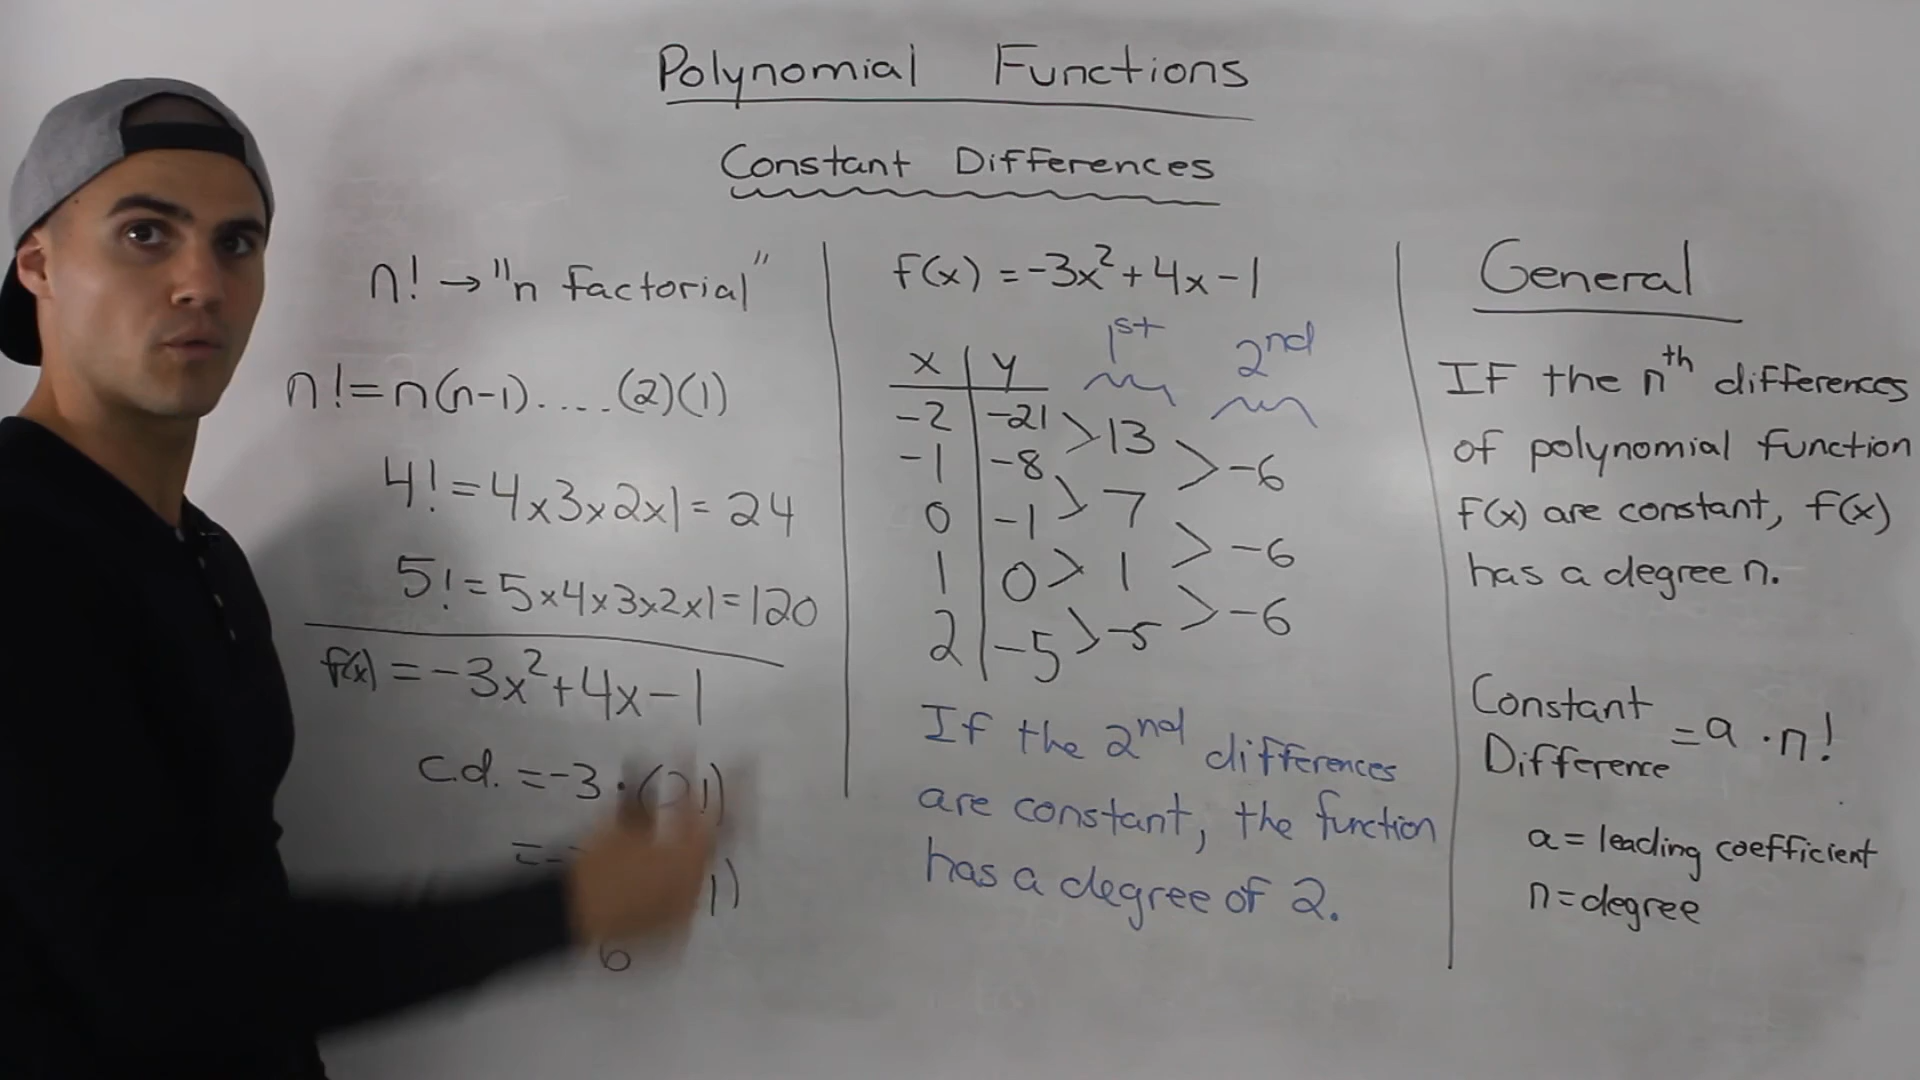 Polynomial Functions
Constant Differences
n! → "n factorial"
n! = n(n-1)....(2)(1)
4! = 4x3x2x1 = 24
5! = 5x4x3x2x1 = 120
f(x) = -3x²+4x-1
c.d. = -3·(
f(x) = -3x²+4x-1
1st 2nd
x y
-2 -21 >13
-1 -8 >-6
0 -1 >7
>-6
1 0 >1
>-6
2 -5 >-5
If the 2nd differences
are constant, the function
has a degree of 2.
General
IF the nth differences
of polynomial function
f(x) are constant, f(x)
has a degree n.
Constant
Difference = a·n!
a = leading coefficient
n = degree